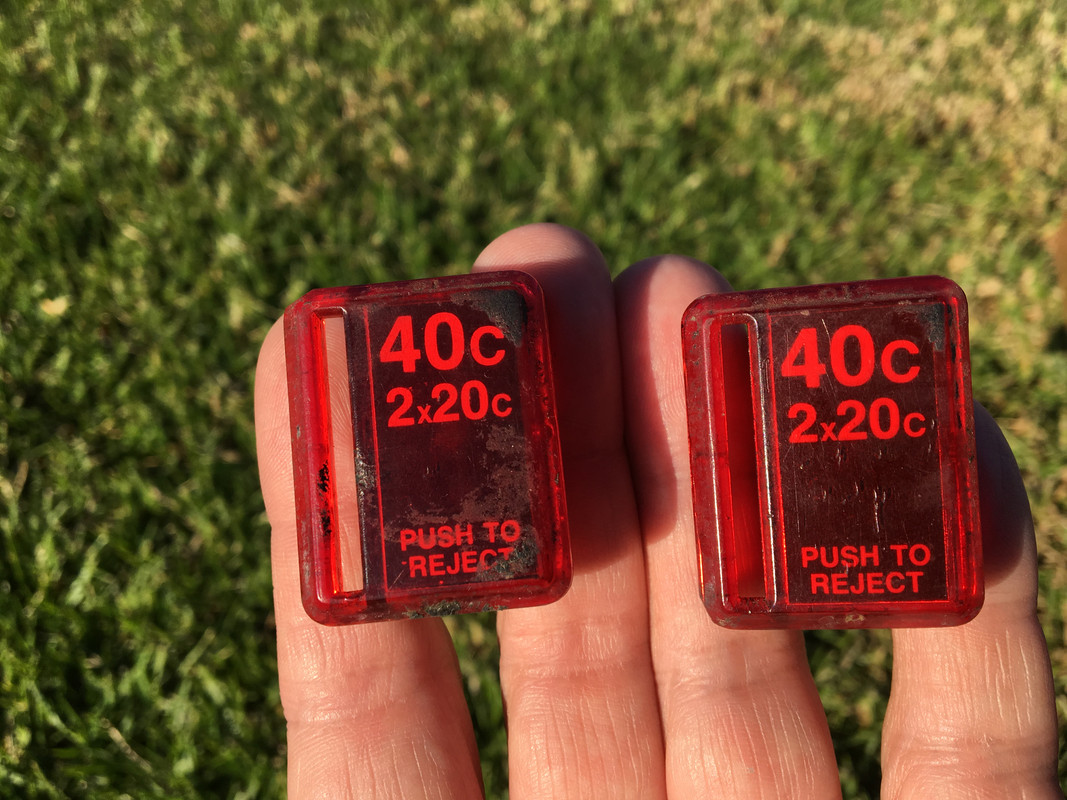 40c
2x20c
PUSH TO
REJECT
40c
2x20c
PUSH TO
REJECT